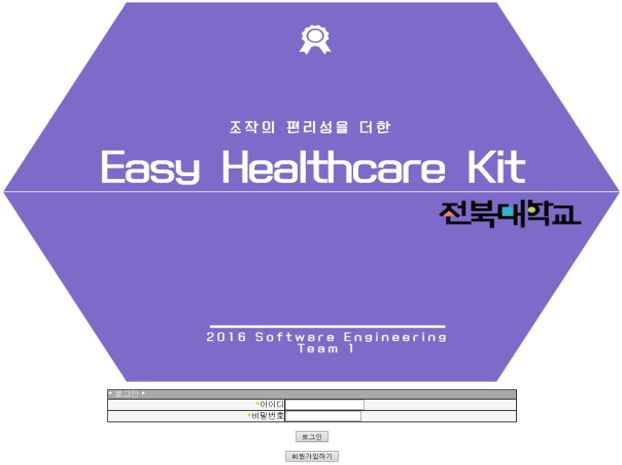 조작의 편리성을 더한
Easy Healthcare Kit
전북대학교
2016 Software Engineering
Team 1
* 로그인 *
*아이디
*비밀번호
로그인
회원가입하기